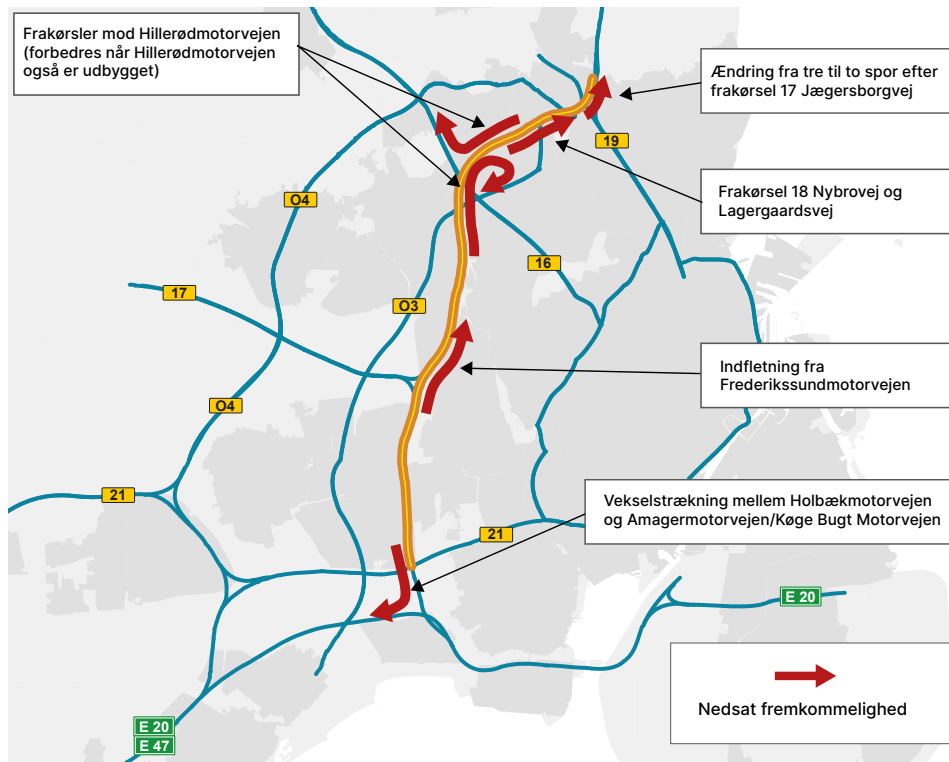 Frakørsler mod Hillerødmotorvejen
(forbedres når Hillerødmotorvejen
også er udbygget)
Ændring fra tre til to spor efter
frakørsel 17 Jægersborgvej
19
O4
Frakørsel 18 Nybrovej og
Lagergaardsvej
16
17
O3
Indfletning fra
Frederikssundmotorvejen
O4
21
Vekselstrækning mellem Holbækmotorvejen
og Amagermotorvejen/Køge Bugt Motorvejen
21
E 20
Nedsat fremkommelighed
E 20
E 47